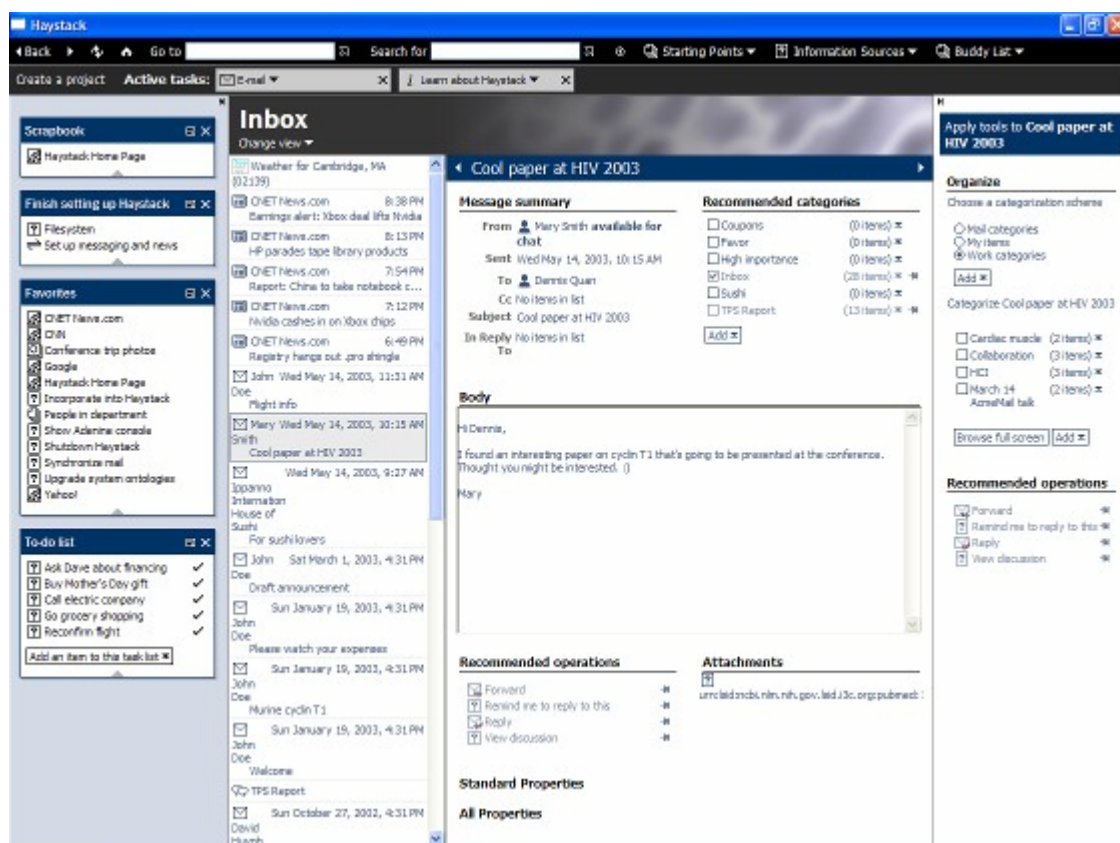 Haystack
Back Go to Search for Starting Points Information Sources Buddy List
Create a project Active tasks: E-mail Learn about Haystack
Scrapbook
Haystack Home Page
Finish setting up Haystack
Filesystem
Set up messaging and news
Favorites
CNET News.com
CNN
Conference trip photos
Google
Haystack Home Page
Incorporate into Haystack
People in department
Show Adenine console
Shutdown Haystack
Synchronize mail
Upgrade system ontologies
Yahoo!
To-do list
Ask Dave about financing
Buy Mother's Day gift
Call electric company
Go grocery shopping
Reconfirm flight
Add an item to this task list
Inbox
Change view
Weather for Cambridge, MA
(02139)
CNET News.com 8:38 PM
Earnings alert: Xbox deal lifts Nvidia
CNET News.com 8:13 PM
HP parades tape library products
CNET News.com 7:54 PM
Report: China to take notebook c...
CNET News.com 7:12 PM
Nvidia cashes in on Xbox chips
CNET News.com 6:49 PM
Registry hangs out .pro shingle
John Wed May 14, 2003, 11:31 AM
Doe
Flight info
Mary Wed May 14, 2003, 10:15 AM
Smith
Cool paper at HIV 2003
Wed May 14, 2003, 9:27 AM
Ippanno
Internation
House of
Sushi
For sushi lovers
John Sat March 1, 2003, 4:31 PM
Doe
Draft announcement
Sun January 19, 2003, 4:31 PM
John
Doe
Please watch your expenses
Sun January 19, 2003, 4:31 PM
John
Doe
Murine cyclin T1
Sun January 19, 2003, 4:31 PM
John
Doe
Welcome
TPS Report
Sun October 27, 2002, 4:31 PM
David
Huynh
Cool paper at HIV 2003
Message summary
From Mary Smith available for
chat
Sent Wed May 14, 2003, 10:15 AM
To Dennis Quan
Cc No items in list
Subject Cool paper at HIV 2003
In Reply No items in list
To
Recommended categories
Coupons (0 items)
Favor (0 items)
High importance (0 items)
Inbox (28 items)
Sushi (0 items)
TPS Report (13 items)
Add
Body
Hi Dennis,
I found an interesting paper on cyclin T1 that's going to be presented at the conference.
Thought you might be interested. :)
Mary
Recommended operations
Forward
Remind me to reply to this
Reply
View discussion
Attachments
Standard Properties
All Properties
Apply tools to Cool paper at
HIV 2003
Organize
Choose a categorization scheme
Mail categories
My items
Work categories
Add
Categorize Cool paper at HIV 2003
Cardiac muscle (2 items)
Collaboration (3 items)
HCI (3 items)
March 14 (2 items)
AcmeMail talk
Browse full screen Add
Recommended operations
Forward
Remind me to reply to this
Reply
View discussion